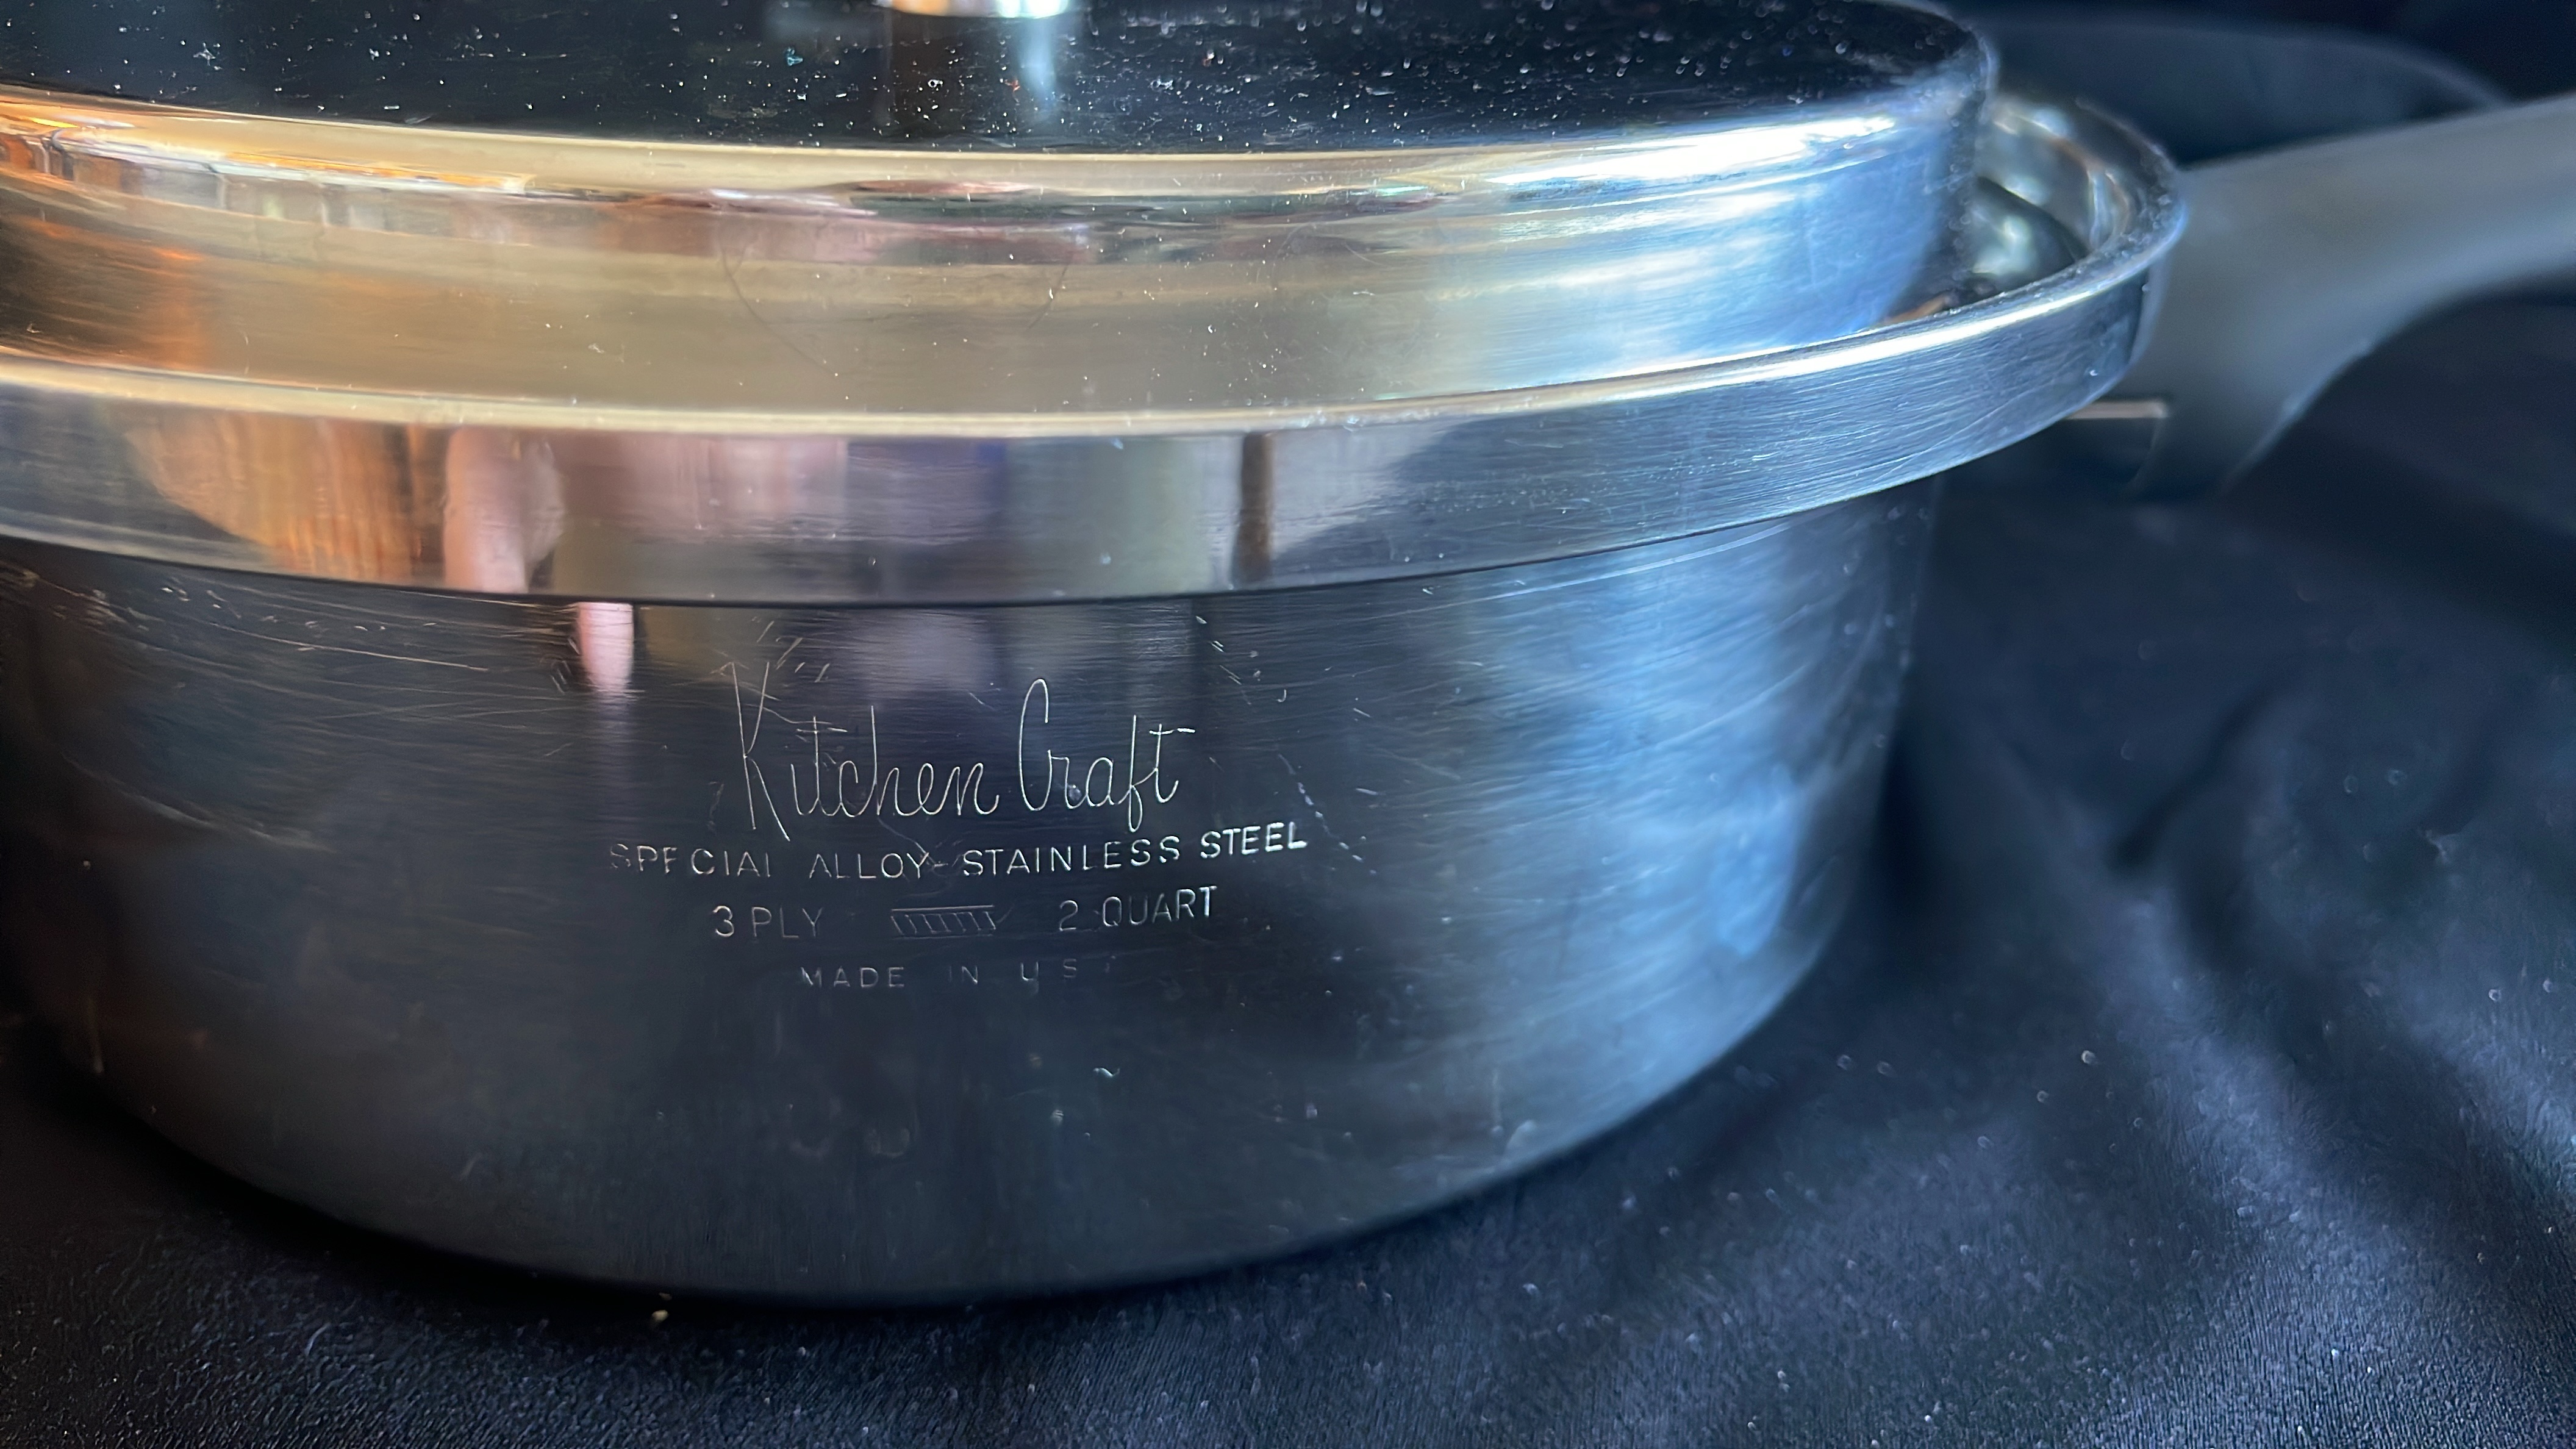 Kitchen Craft
SPECIAL ALLOY STAINLESS STEEL
3 PLY 2 QUART
MADE IN U S